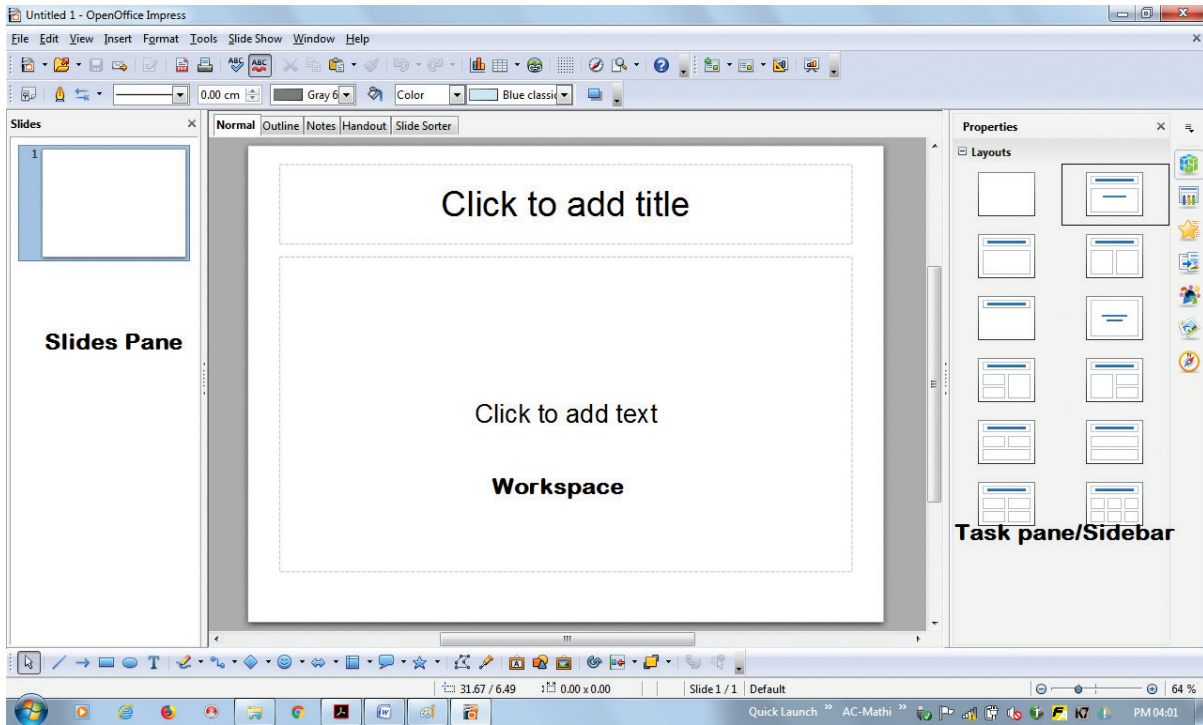 Untitled 1 - OpenOffice Impress
File Edit View Insert Format Tools Slide Show Window Help
ABC ABC
0.00 cm Gray 6 Color Blue classic
Slides
Normal Outline Notes Handout Slide Sorter
Properties
Layouts
1
Click to add title
Slides Pane
Click to add text
Workspace
Task pane/Sidebar
T
31.67 / 6.49 0.00 x 0.00 Slide 1 / 1 Default 64 %
Quick Launch » AC-Mathi » F K7 PM 04:01